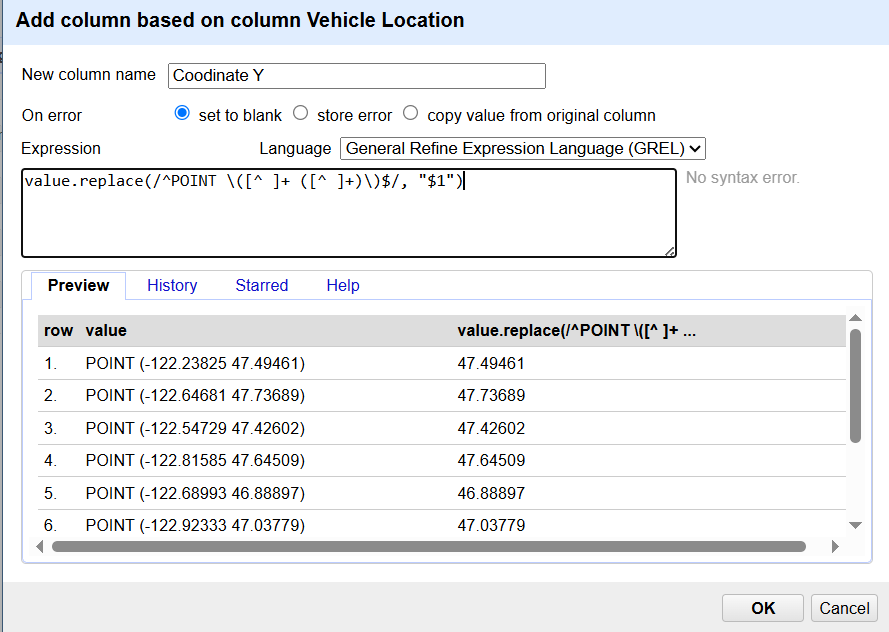 Add column based on column Vehicle Location
New column name Coodinate Y
On error set to blank store error copy value from original column
Expression Language General Refine Expression Language (GREL)
value.replace(/^POINT \([^ ]+ ([^ ]+)\)$/, "$1") No syntax error.
Preview History Starred Help
row value value.replace(/^POINT \([^ ]+ ...
1. POINT (-122.23825 47.49461) 47.49461
2. POINT (-122.64681 47.73689) 47.73689
3. POINT (-122.54729 47.42602) 47.42602
4. POINT (-122.81585 47.64509) 47.64509
5. POINT (-122.68993 46.88897) 46.88897
6. POINT (-122.92333 47.03779) 47.03779
OK Cancel